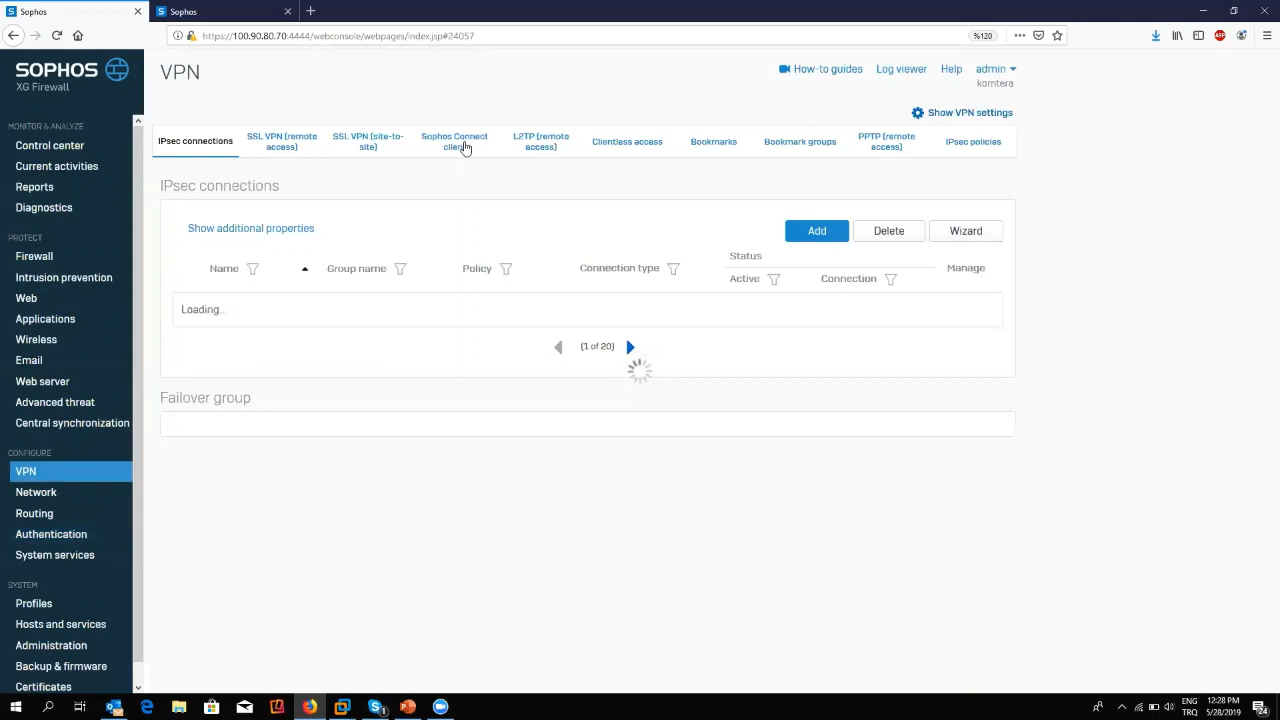 Sophos
Sophos
https://100.90.80.70:4444/webconsole/webpages/index.jsp#24057
%120
ABP
SOPHOS
XG Firewall
VPN
How-to guides
Log viewer
Help
admin
komtera
Show VPN settings
IPsec connections
SSL VPN (remote access)
SSL VPN (site-to-site)
Sophos Connect client
L2TP (remote access)
Clientless access
Bookmarks
Bookmark groups
PPTP (remote access)
IPsec policies
MONITOR & ANALYZE
Control center
Current activities
Reports
Diagnostics
PROTECT
Firewall
Intrusion prevention
Web
Applications
Wireless
Email
Web server
Advanced threat
Central synchronization
CONFIGURE
VPN
Network
Routing
Authentication
System services
SYSTEM
Profiles
Hosts and services
Administration
Backup & firmware
Certificates
IPsec connections
Show additional properties
Add
Delete
Wizard
Name
Group name
Policy
Connection type
Status
Active
Connection
Manage
Loading...
(1 of 20)
Failover group
ENG
TRQ
12:28 PM
5/28/2019
24